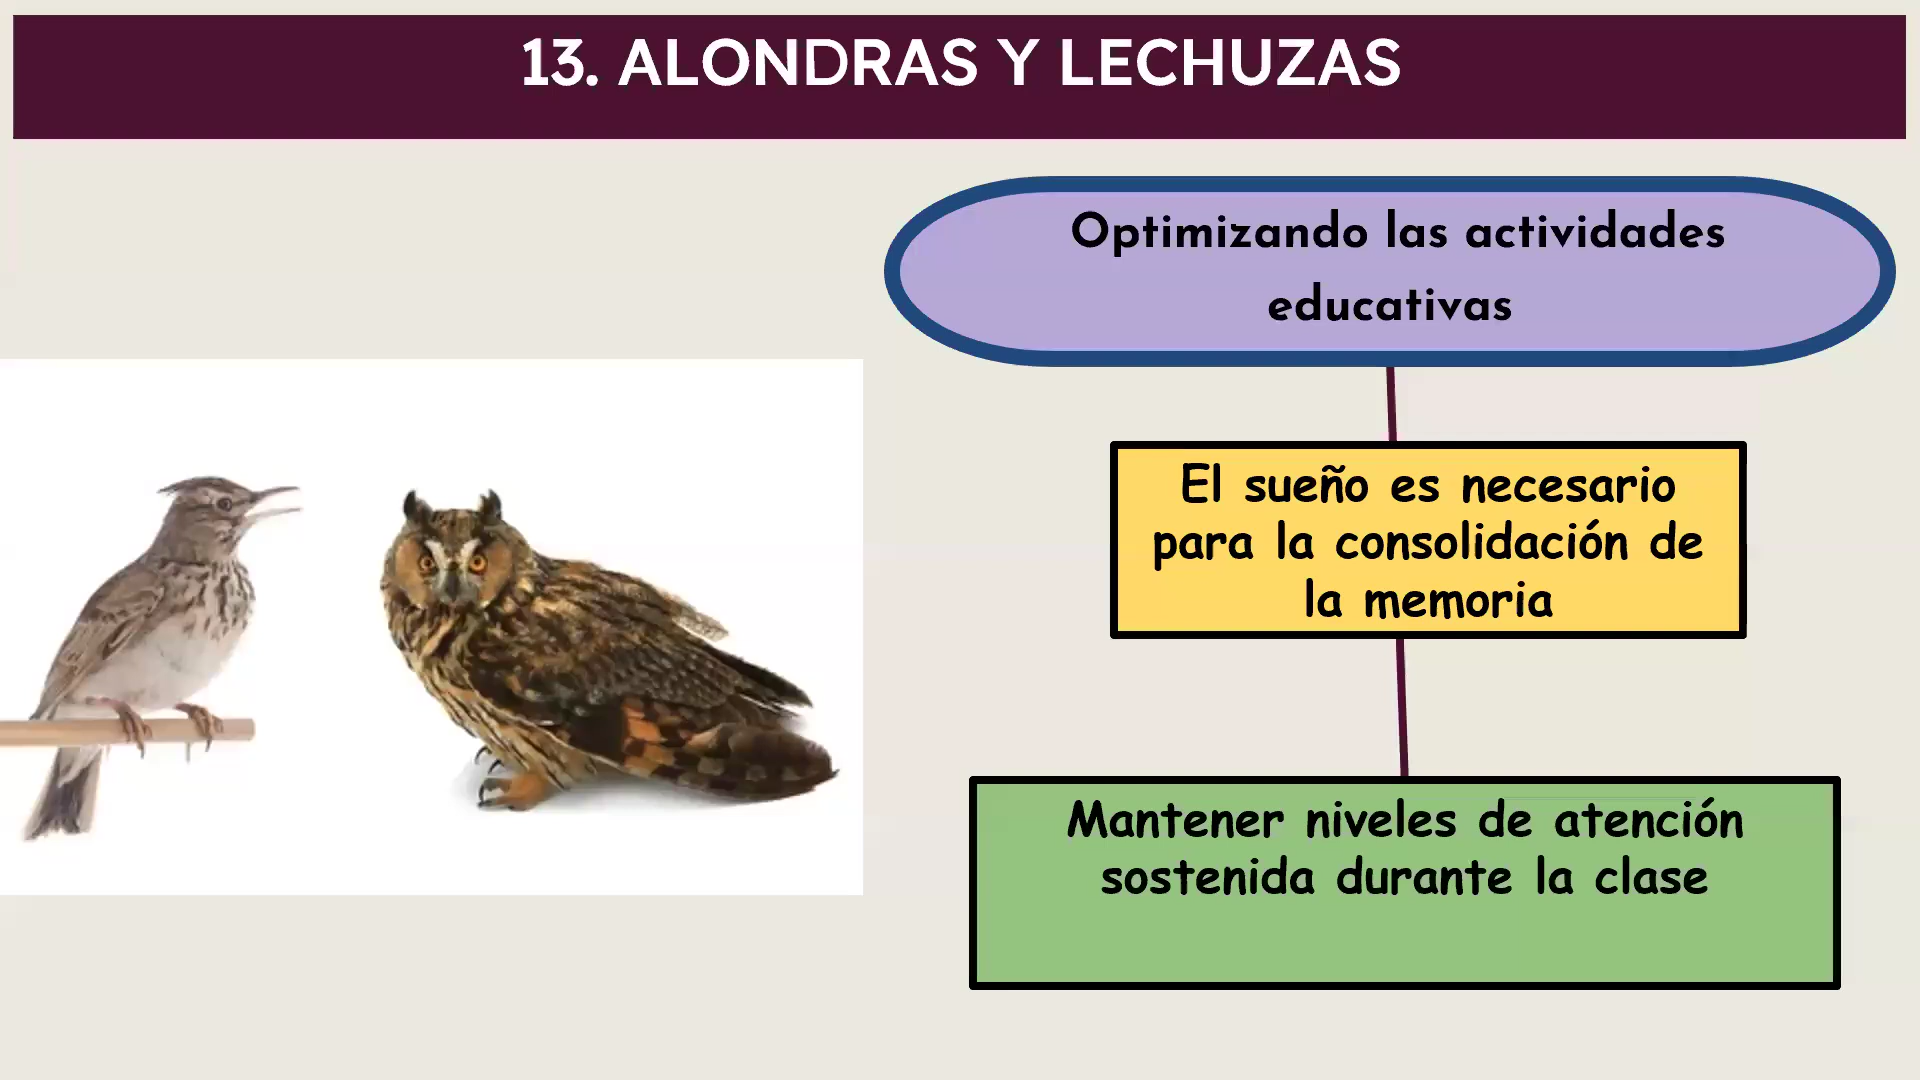 13. ALONDRAS Y LECHUZAS
Optimizando las actividades
educativas
El sueño es necesario
para la consolidación de
la memoria
Mantener niveles de atención
sostenida durante la clase